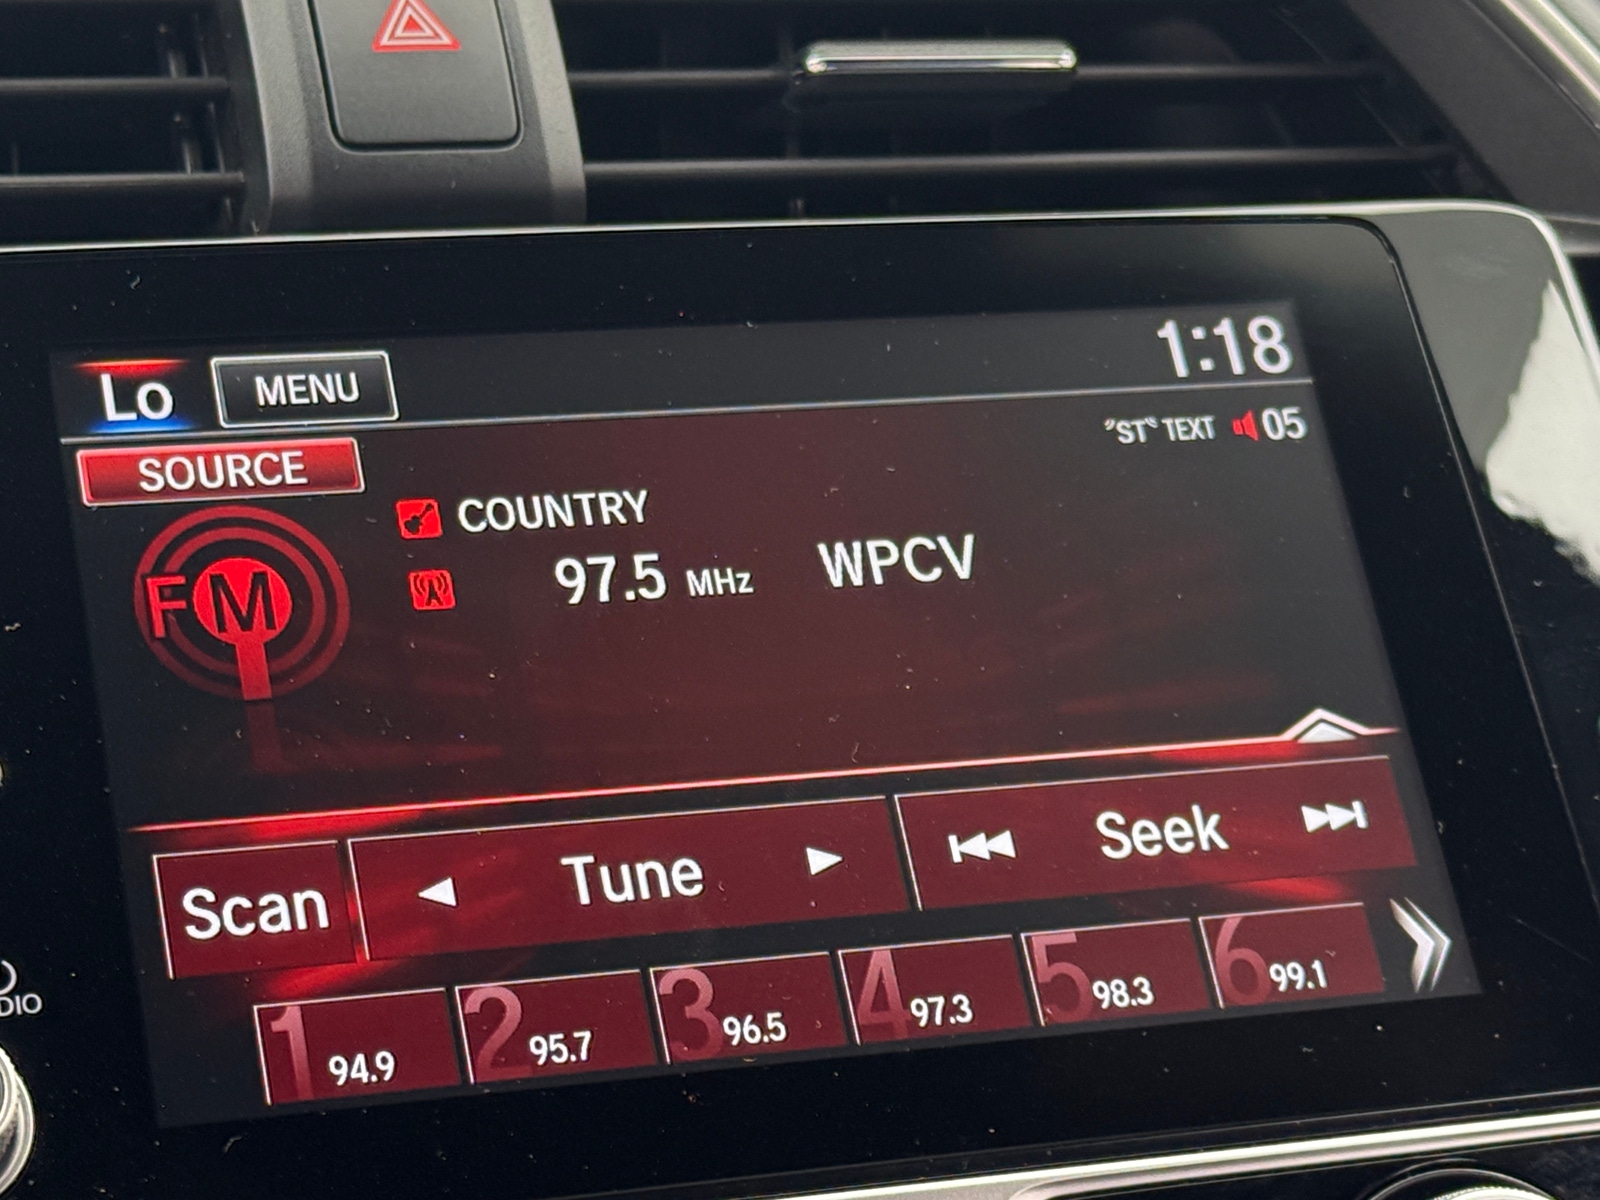 Lo MENU 1:18
"ST" TEXT 05
SOURCE
COUNTRY
FM 97.5 MHz WPCV
Scan Tune Seek
1 94.9 2 95.7 3 96.5 4 97.3 5 98.3 6 99.1